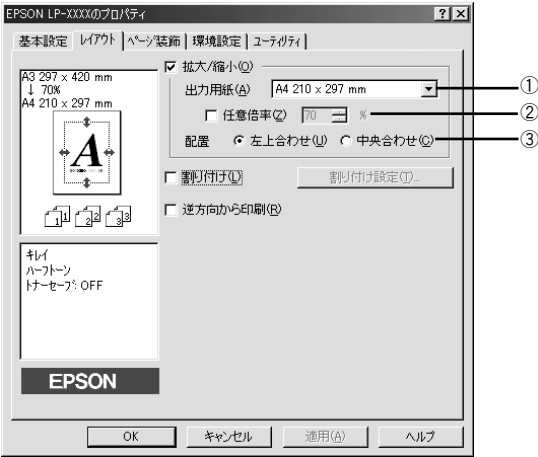 EPSON LP-XXXXのプロパティ
基本設定 レイアウト ページ装飾 環境設定 ユーティリティ
A3 297 x 420 mm
↓ 70%
A4 210 x 297 mm
A
1 1 2 2 3 3
キレイ
ハーフトーン
トナーセーブ: OFF
EPSON
拡大/縮小(O)
出力用紙(A) A4 210 x 297 mm ①
任意倍率(Z) 70 % ②
配置 左上合わせ(U) 中央合わせ(C) ③
割り付け(L) 割り付け設定(T)...
逆方向から印刷(R)
OK キャンセル 適用(A) ヘルプ